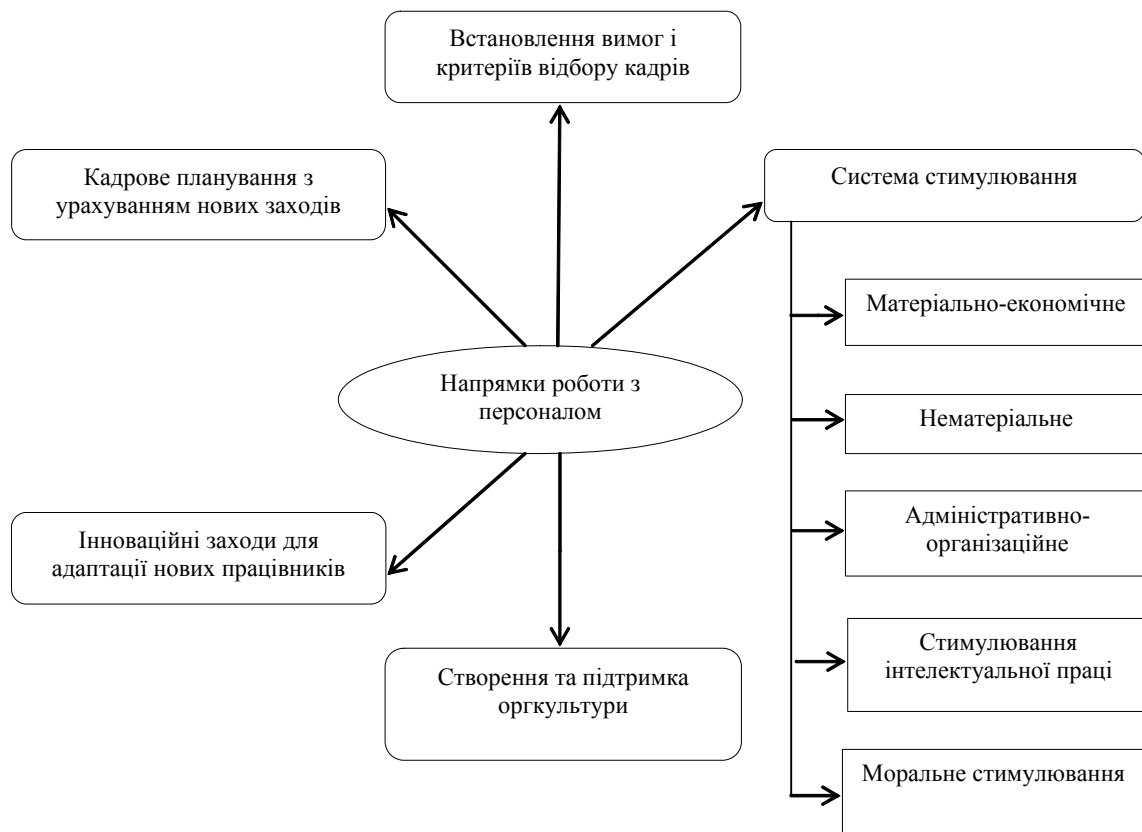 Встановлення вимог і
критеріїв відбору кадрів
Кадрове планування з
урахуванням нових заходів
Система стимулювання
Матеріально-економічне
Напрямки роботи з
персоналом
Нематеріальне
Адміністративно-
організаційне
Інноваційні заходи для
адаптації нових працівників
Створення та підтримка
оргкультури
Стимулювання
інтелектуальної праці
Моральне стимулювання